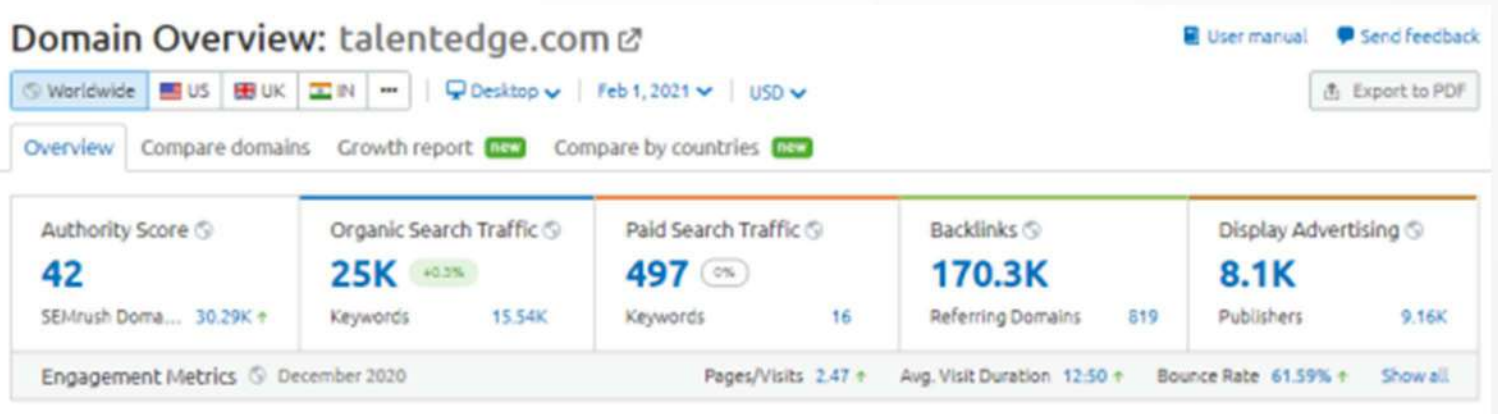 Domain Overview: talentedge.com
User manual Send feedback
Worldwide US UK IN ... Desktop Feb 1, 2021 USD Export to PDF
Overview Compare domains Growth report new Compare by countries new
Authority Score Organic Search Traffic Paid Search Traffic Backlinks Display Advertising
42 25K +0.3% 497 0% 170.3K 8.1K
SEMrush Doma... 30.29K Keywords 15.54K Keywords 16 Referring Domains 819 Publishers 9.16K
Engagement Metrics December 2020 Pages/Visits 2.47 Avg. Visit Duration 12:50 Bounce Rate 61.59% Show all